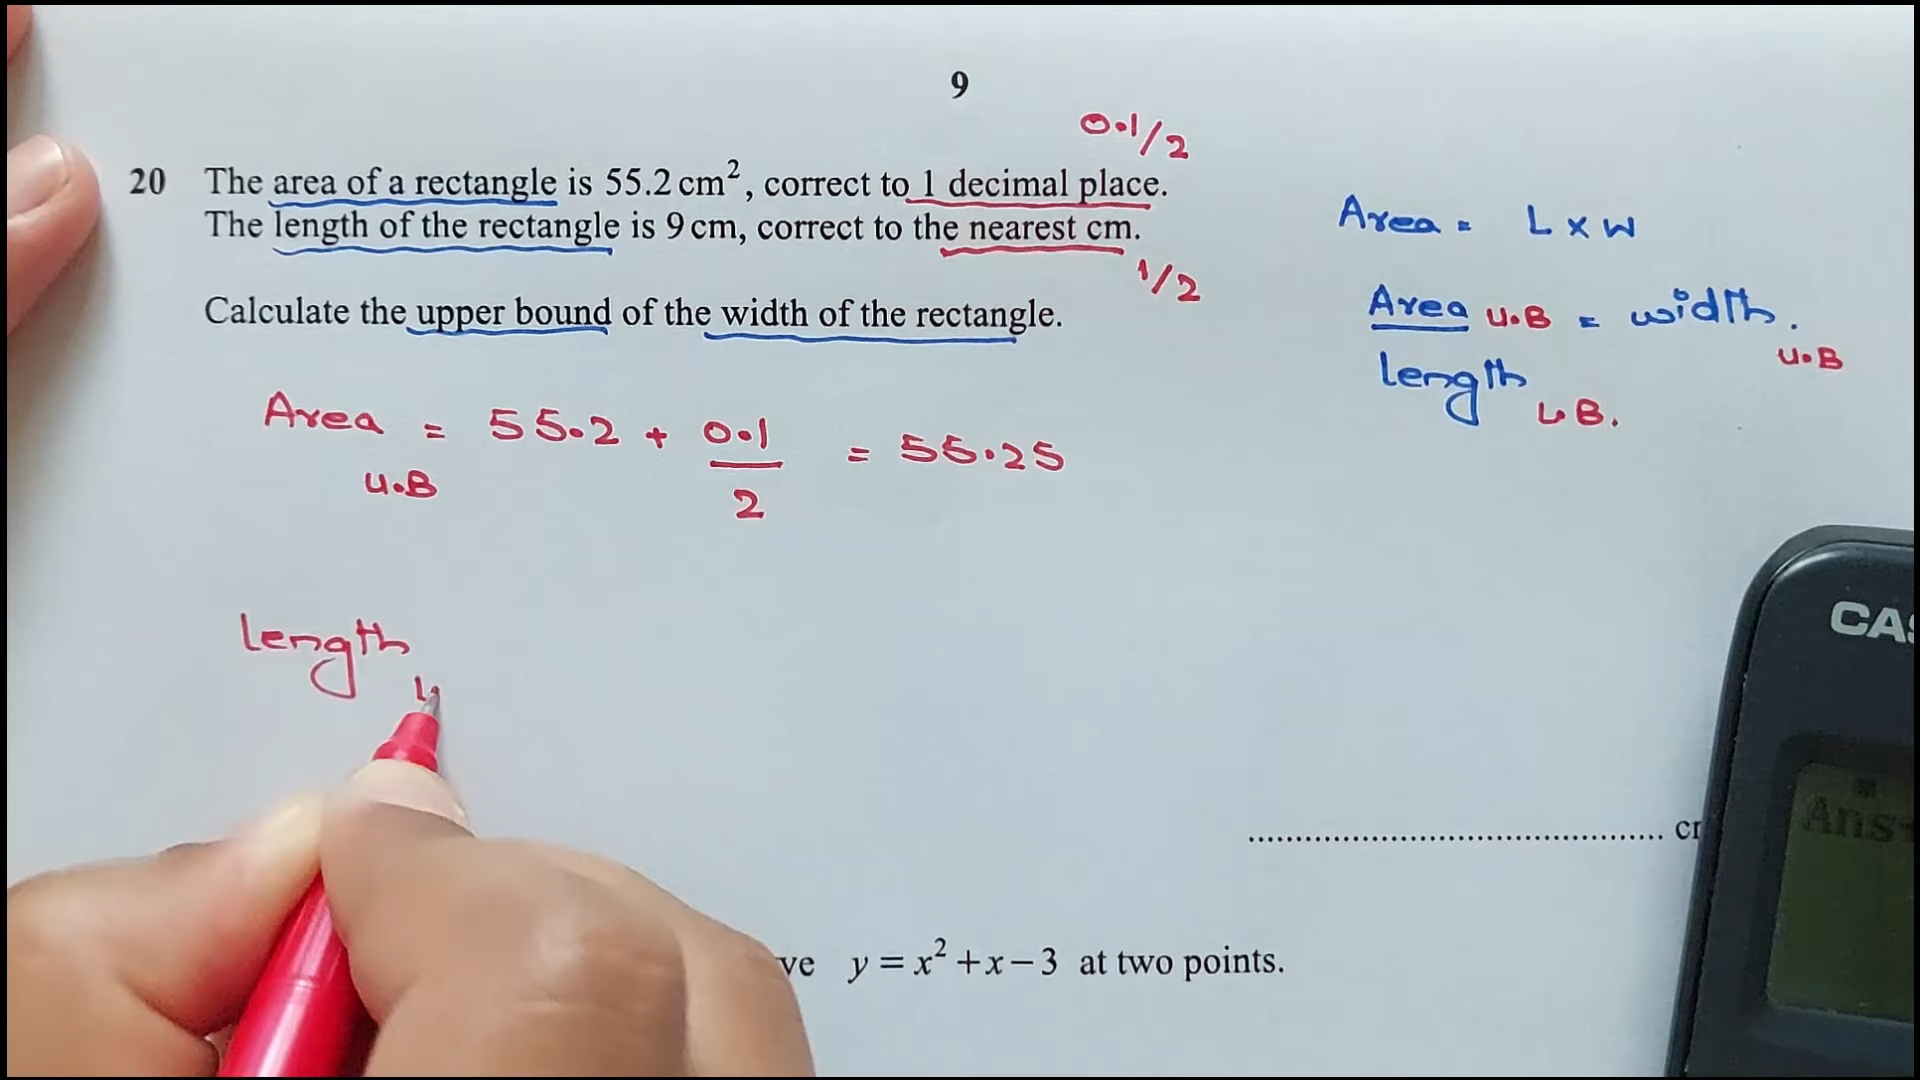 9
0.1/2
20 The area of a rectangle is 55.2 cm², correct to 1 decimal place.
The length of the rectangle is 9 cm, correct to the nearest cm.
1/2
Calculate the upper bound of the width of the rectangle.
Area = L x W
Area U.B = width.
U.B
length
LB.
Area = 55.2 + 0.1/2 = 55.25
U.B
length
L
CAS
Ans
........................................ cm
y = x² + x − 3 at two points.